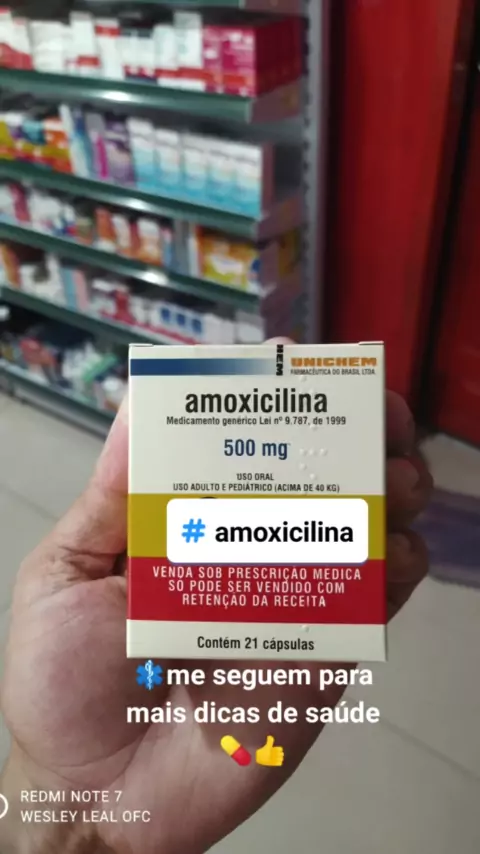 UNICHEM
FARMACÊUTICA DO BRASIL LTDA
amoxicilina
Medicamento genérico Lei nº 9.787, de 1999
500 mg
USO ORAL
USO ADULTO E PEDIÁTRICO (ACIMA DE 40 KG)
# amoxicilina
VENDA SOB PRESCRIÇÃO MÉDICA
SO PODE SER VENDIDO COM
RETENÇÃO DA RECEITA
Contém 21 cápsulas
me seguem para
mais dicas de saúde
REDMI NOTE 7
WESLEY LEAL OFC